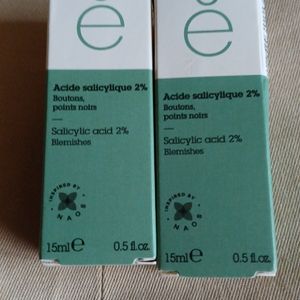 e
Acide salicylique 2%
Boutons,
points noirs
Salicylic acid 2%
Blemishes
INSPIRED BY
NAOS
15ml e 0.5 fl.oz.
e
Acide salicylique 2%
Boutons,
points noirs
Salicylic acid 2%
Blemishes
INSPIRED BY
NAOS
15ml e 0.5 fl.oz.